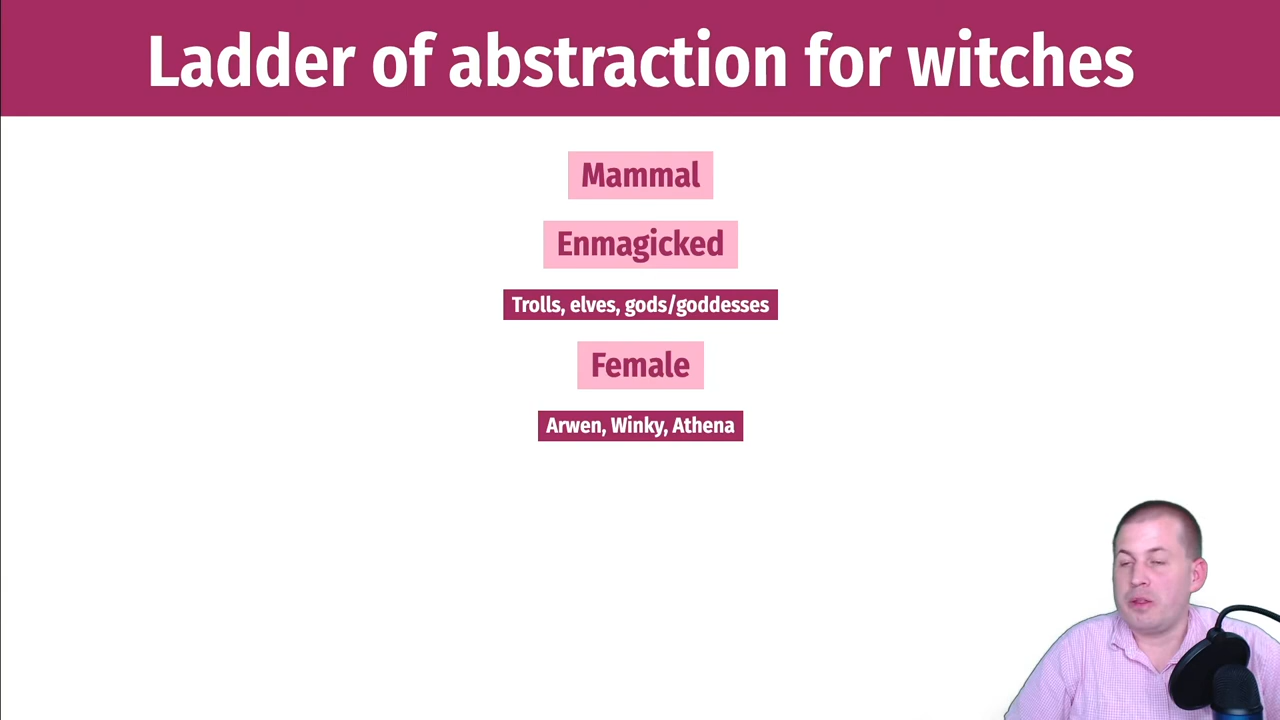 Ladder of abstraction for witches
Mammal
Enmagicked
Trolls, elves, gods/goddesses
Female
Arwen, Winky, Athena